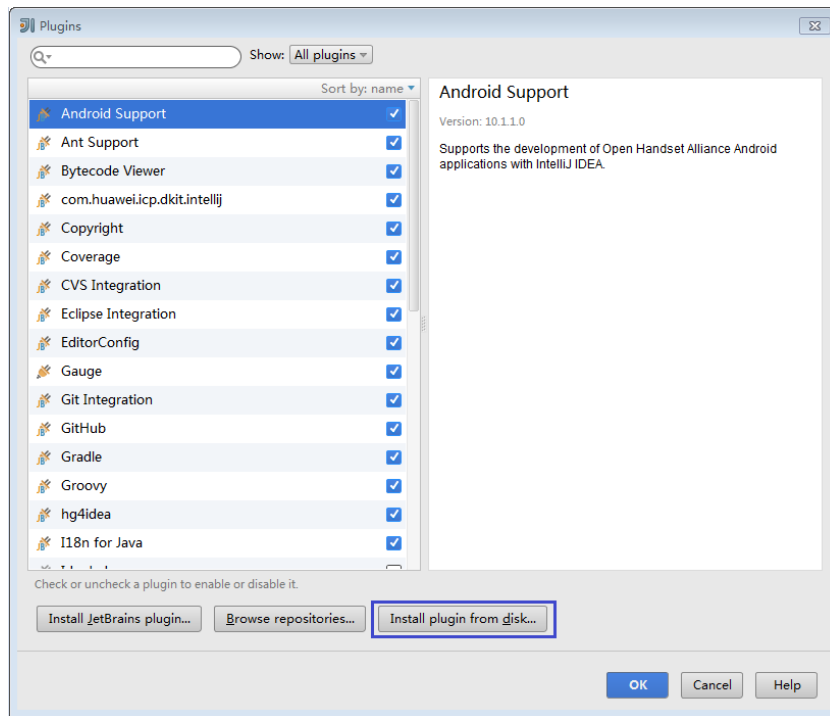 Plugins
Show: All plugins
Sort by: name
Android Support
Ant Support
Bytecode Viewer
com.huawei.icp.dkit.intellij
Copyright
Coverage
CVS Integration
Eclipse Integration
EditorConfig
Gauge
Git Integration
GitHub
Gradle
Groovy
hg4idea
I18n for Java
Android Support
Version: 10.1.1.0
Supports the development of Open Handset Alliance Android
applications with IntelliJ IDEA.
Check or uncheck a plugin to enable or disable it.
Install JetBrains plugin... Browse repositories... Install plugin from disk...
OK Cancel Help